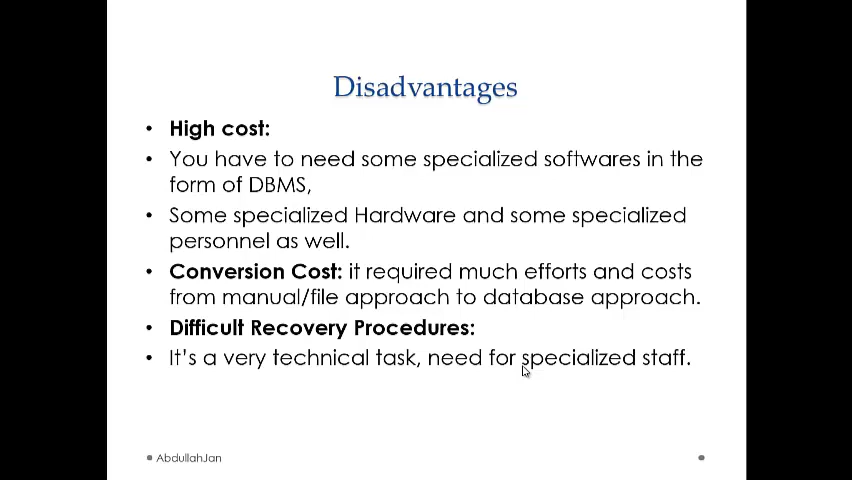 Disadvantages
• High cost:
• You have to need some specialized softwares in the
form of DBMS,
• Some specialized Hardware and some specialized
personnel as well.
• Conversion Cost: it required much efforts and costs
from manual/file approach to database approach.
• Difficult Recovery Procedures:
• It's a very technical task, need for specialized staff.
• AbdullahJan